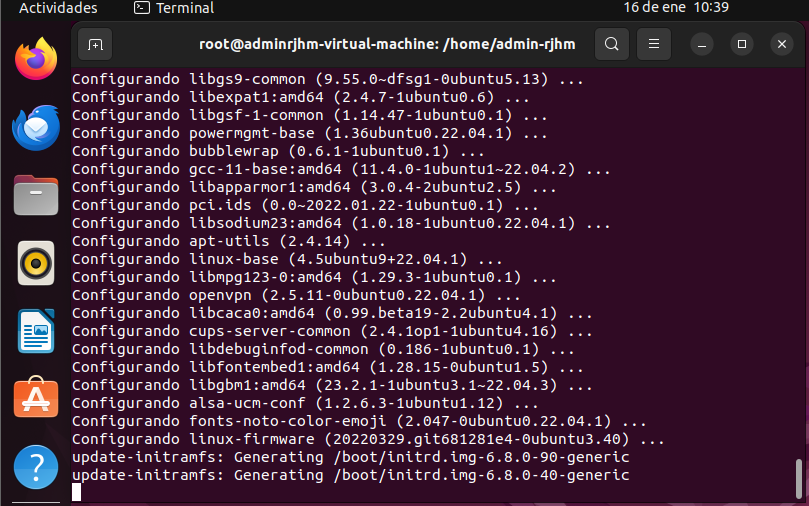 Actividades
Terminal
16 de ene 10:39
root@adminrjhm-virtual-machine: /home/admin-rjhm
Configurando libgs9-common (9.55.0~dfsg1-0ubuntu5.13) ...
Configurando libexpat1:amd64 (2.4.7-1ubuntu0.6) ...
Configurando libgsf-1-common (1.14.47-1ubuntu0.1) ...
Configurando powermgmt-base (1.36ubuntu0.22.04.1) ...
Configurando bubblewrap (0.6.1-1ubuntu0.1) ...
Configurando gcc-11-base:amd64 (11.4.0-1ubuntu1~22.04.2) ...
Configurando libapparmor1:amd64 (3.0.4-2ubuntu2.5) ...
Configurando pci.ids (0.0~2022.01.22-1ubuntu0.1) ...
Configurando libsodium23:amd64 (1.0.18-1ubuntu0.22.04.1) ...
Configurando apt-utils (2.4.14) ...
Configurando linux-base (4.5ubuntu9+22.04.1) ...
Configurando libmpg123-0:amd64 (1.29.3-1ubuntu0.1) ...
Configurando openvpn (2.5.11-0ubuntu0.22.04.1) ...
Configurando libcaca0:amd64 (0.99.beta19-2.2ubuntu4.1) ...
Configurando cups-server-common (2.4.1op1-1ubuntu4.16) ...
Configurando libdebuginfod-common (0.186-1ubuntu0.1) ...
Configurando libfontembed1:amd64 (1.28.15-0ubuntu1.5) ...
Configurando libgbm1:amd64 (23.2.1-1ubuntu3.1~22.04.3) ...
Configurando alsa-ucm-conf (1.2.6.3-1ubuntu1.12) ...
Configurando fonts-noto-color-emoji (2.047-0ubuntu0.22.04.1) ...
Configurando linux-firmware (20220329.git681281e4-0ubuntu3.40) ...
update-initramfs: Generating /boot/initrd.img-6.8.0-90-generic
update-initramfs: Generating /boot/initrd.img-6.8.0-40-generic